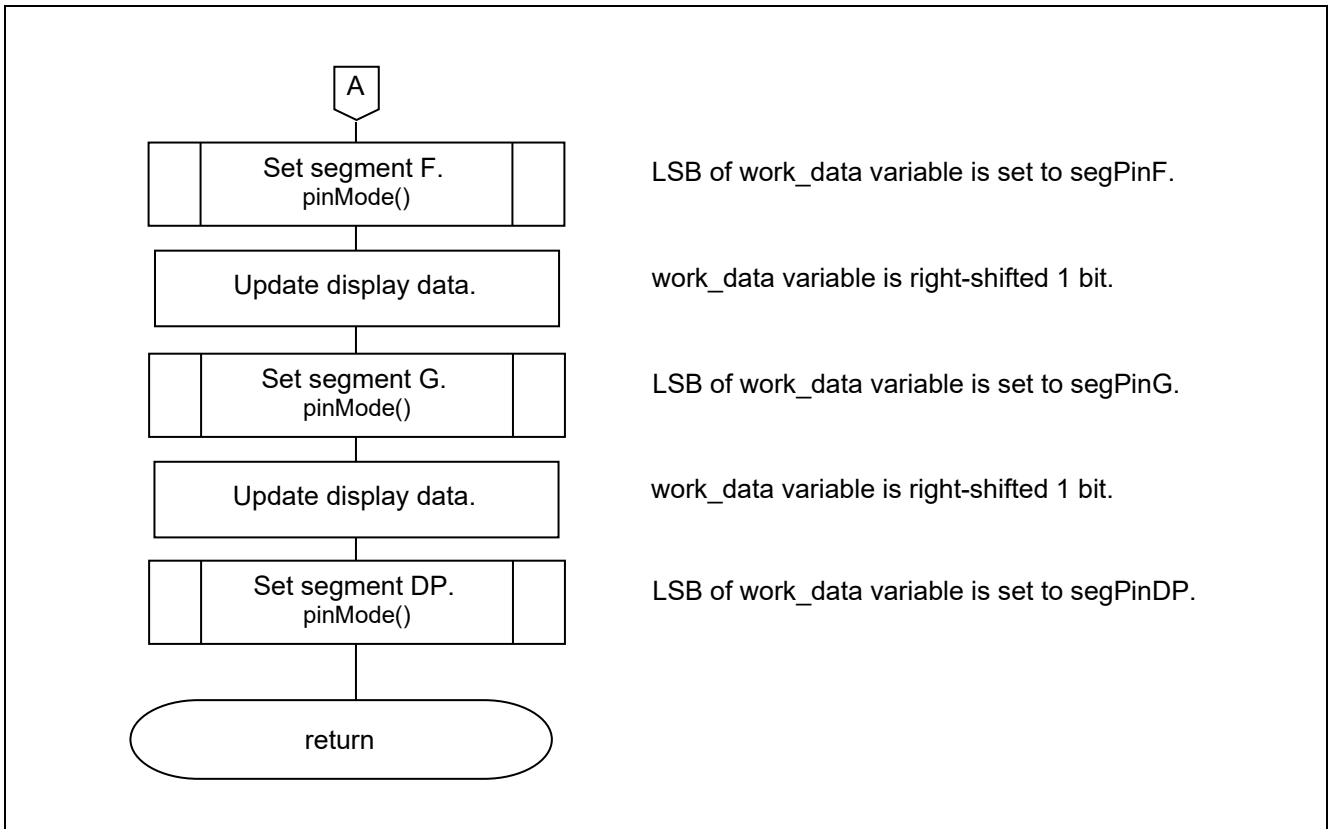 A
Set segment F.
pinMode()
LSB of work_data variable is set to segPinF.
Update display data.
work_data variable is right-shifted 1 bit.
Set segment G.
pinMode()
LSB of work_data variable is set to segPinG.
Update display data.
work_data variable is right-shifted 1 bit.
Set segment DP.
pinMode()
LSB of work_data variable is set to segPinDP.
return